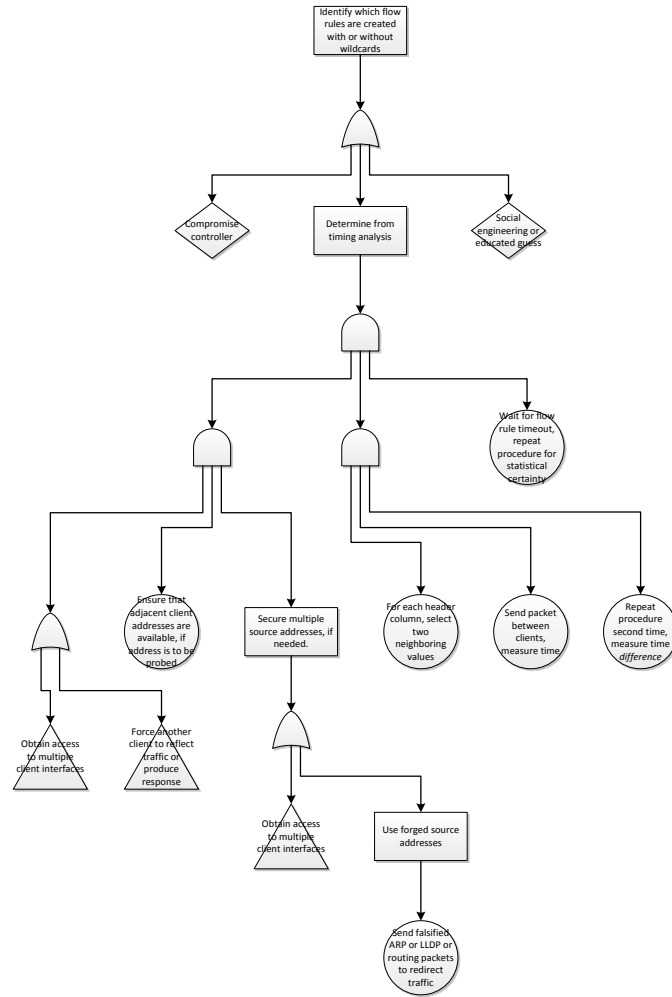 Identify which flow
rules are created
with or without
wildcards
Compromise
controller
Determine from
timing analysis
Social
engineering or
educated guess
Wait for flow
rule timeout,
repeat
procedure for
statistical
certainty
Ensure that
adjacent client
addresses are
available, if
address is to be
probed
Secure multiple
source addresses, if
needed.
For each header
column, select
two
neighboring
values
Send packet
between
clients,
measure time
Repeat
procedure
second time,
measure time
difference
Obtain access
to multiple
client interfaces
Force another
client to reflect
traffic or
produce
response
Obtain access
to multiple
client interfaces
Use forged source
addresses
Send falsified
ARP or LLDP or
routing packets
to redirect
traffic